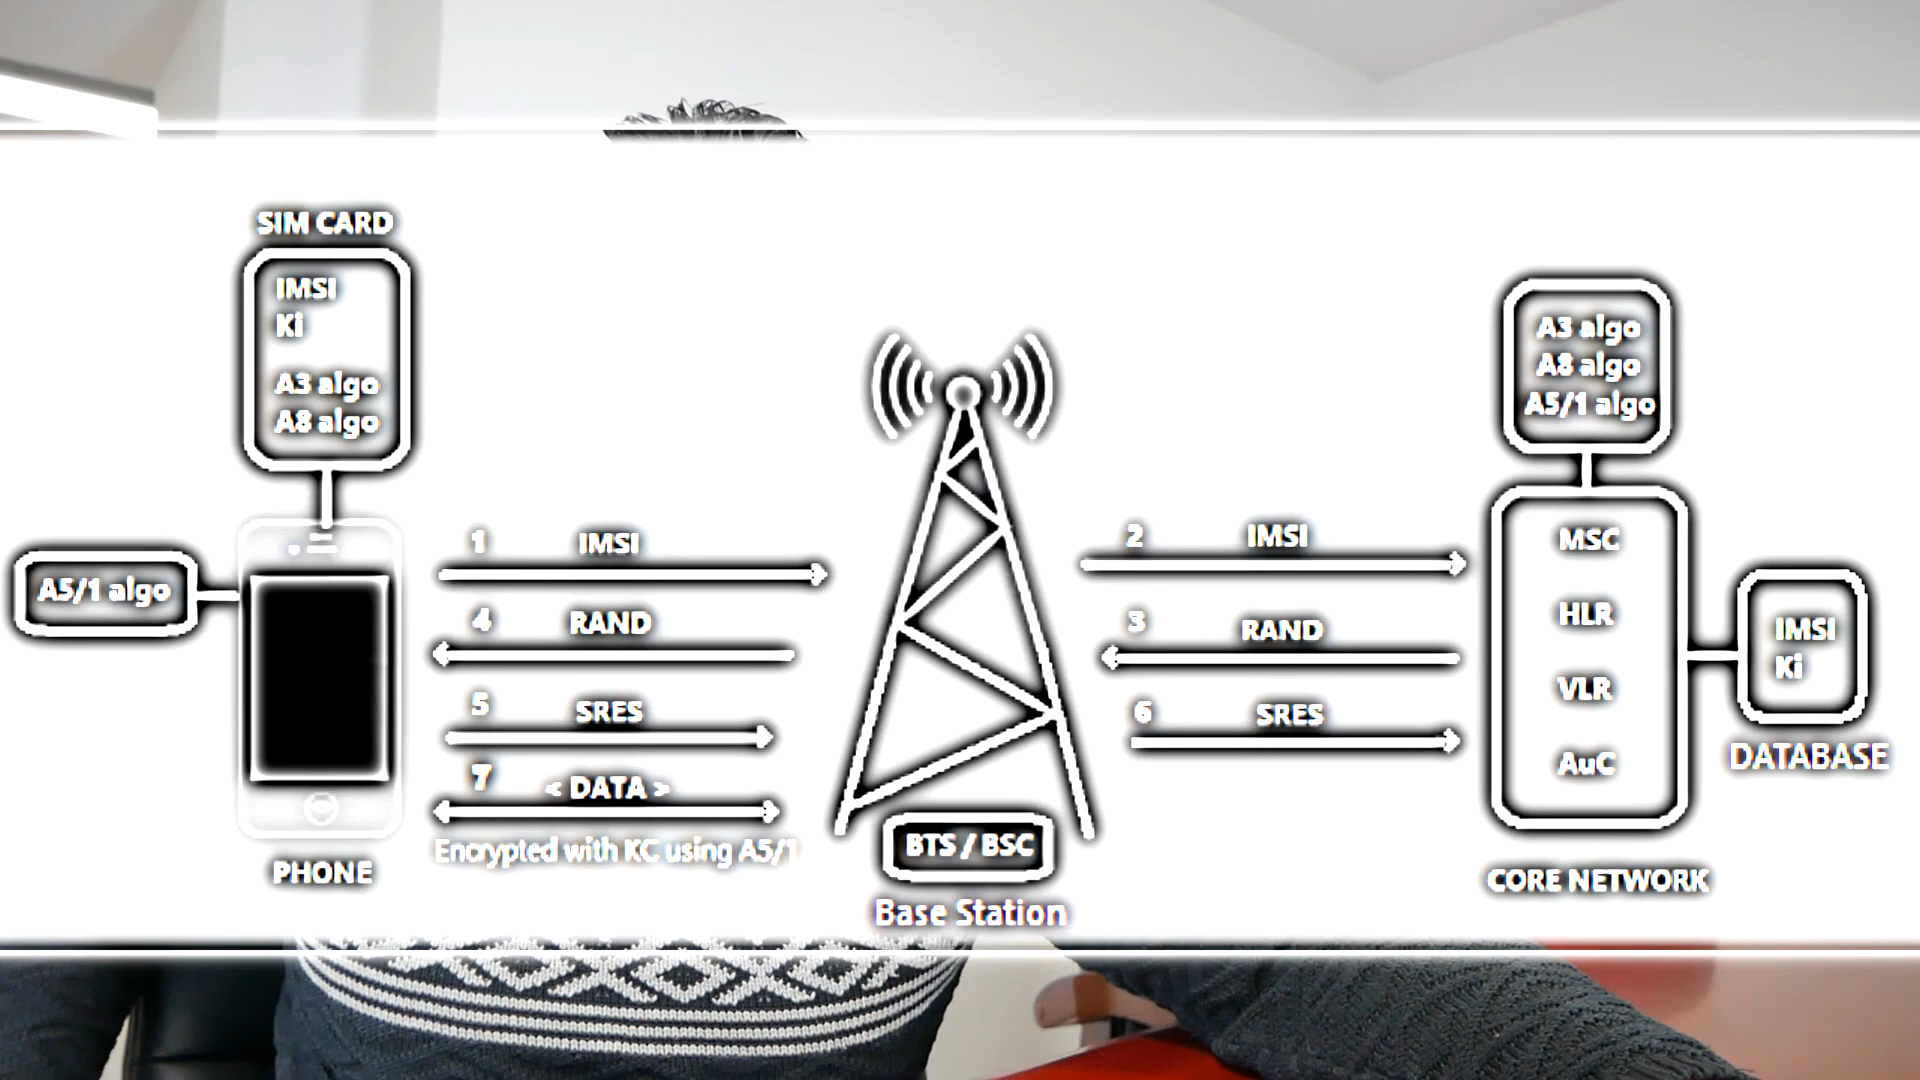 SIM CARD
IMSI
Ki
A3 algo
A8 algo
A5/1 algo
PHONE
1 IMSI
4 RAND
5 SRES
7 < DATA >
Encrypted with KC using A5/1
BTS / BSC
Base Station
2 IMSI
3 RAND
6 SRES
A3 algo
A8 algo
A5/1 algo
MSC
HLR
VLR
AuC
CORE NETWORK
IMSI
Ki
DATABASE